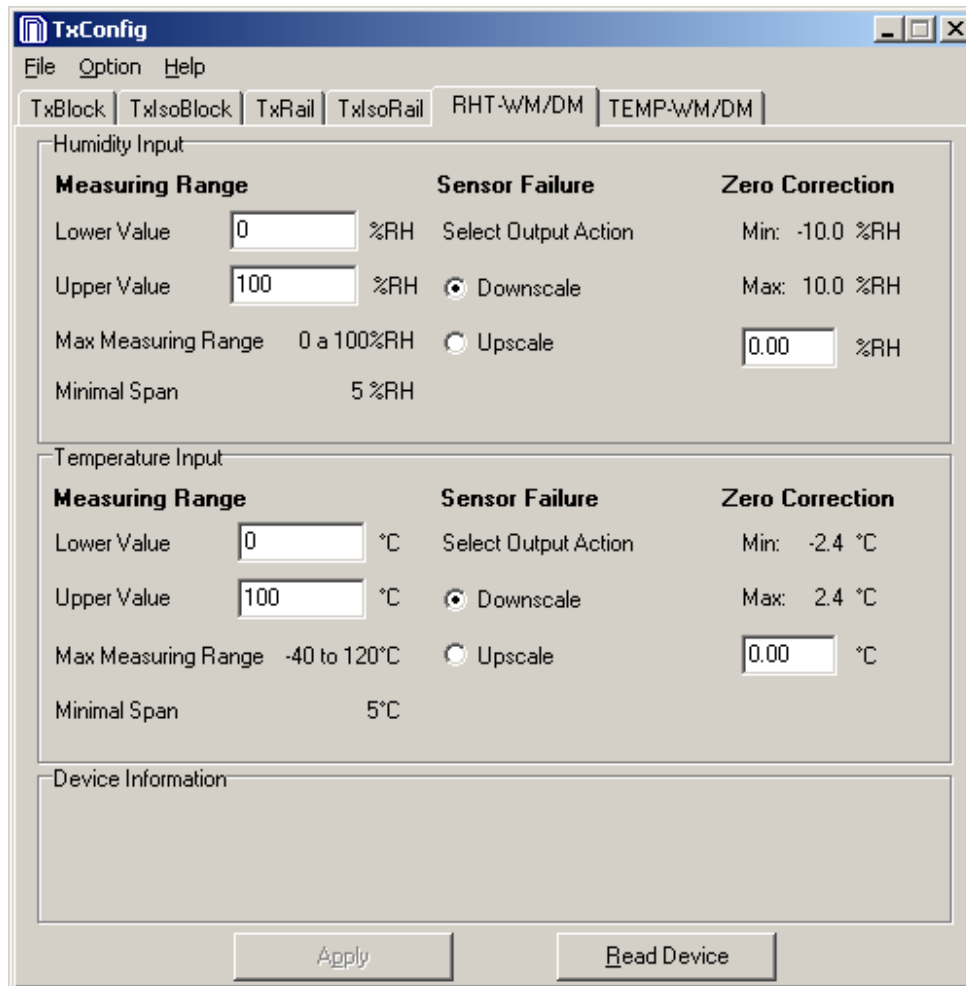 TxConfig
File Option Help
TxBlock TxIsoBlock TxRail TxIsoRail RHT-WM/DM TEMP-WM/DM
Humidity Input
Measuring Range Sensor Failure Zero Correction
Lower Value 0 %RH Select Output Action Min: -10.0 %RH
Upper Value 100 %RH Downscale Max: 10.0 %RH
Max Measuring Range 0 a 100%RH Upscale 0.00 %RH
Minimal Span 5 %RH
Temperature Input
Measuring Range Sensor Failure Zero Correction
Lower Value 0 °C Select Output Action Min: -2.4 °C
Upper Value 100 °C Downscale Max: 2.4 °C
Max Measuring Range -40 to 120°C Upscale 0.00 °C
Minimal Span 5°C
Device Information
Apply Read Device